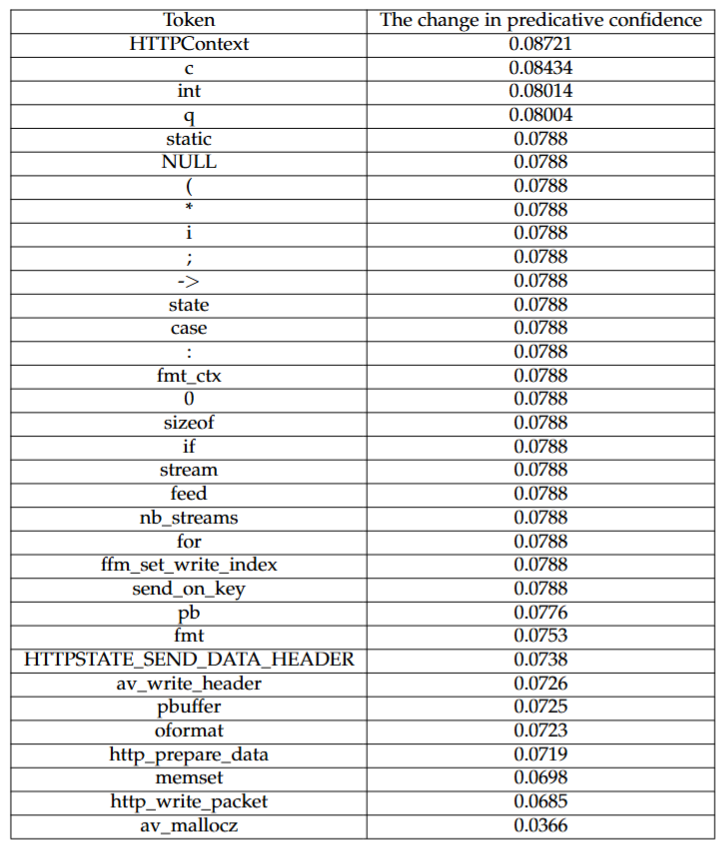 Token The change in predicative confidence
HTTPContext 0.08721
c 0.08434
int 0.08014
q 0.08004
static 0.0788
NULL 0.0788
( 0.0788
* 0.0788
i 0.0788
; 0.0788
-> 0.0788
state 0.0788
case 0.0788
: 0.0788
fmt_ctx 0.0788
0 0.0788
sizeof 0.0788
if 0.0788
stream 0.0788
feed 0.0788
nb_streams 0.0788
for 0.0788
ffm_set_write_index 0.0788
send_on_key 0.0788
pb 0.0776
fmt 0.0753
HTTPSTATE_SEND_DATA_HEADER 0.0738
av_write_header 0.0726
pbuffer 0.0725
oformat 0.0723
http_prepare_data 0.0719
memset 0.0698
http_write_packet 0.0685
av_mallocz 0.0366